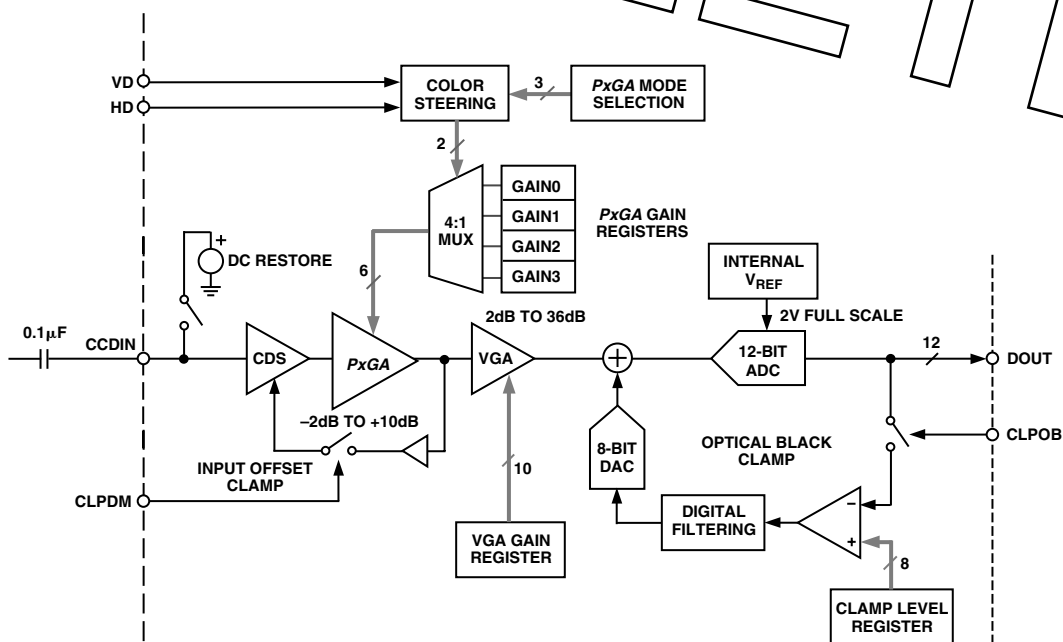 VD
HD
COLOR
STEERING
3
PxGA MODE
SELECTION
2
4:1
MUX
GAIN0
GAIN1
GAIN2
GAIN3
PxGA GAIN
REGISTERS
6
+
DC RESTORE
INTERNAL
VREF
2dB TO 36dB
2V FULL SCALE
0.1μF
CCDIN
CDS
PxGA
VGA
+
12-BIT
ADC
12
DOUT
–2dB TO +10dB
INPUT OFFSET
CLAMP
CLPDM
10
VGA GAIN
REGISTER
8-BIT
DAC
OPTICAL BLACK
CLAMP
CLPOB
DIGITAL
FILTERING
–
+
8
CLAMP LEVEL
REGISTER